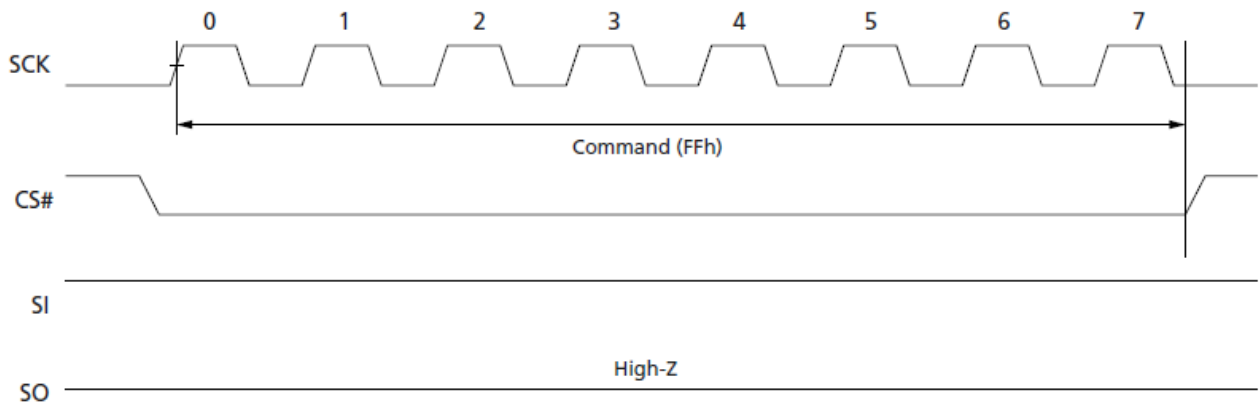 0 1 2 3 4 5 6 7
SCK
Command (FFh)
CS#
SI
High-Z
SO